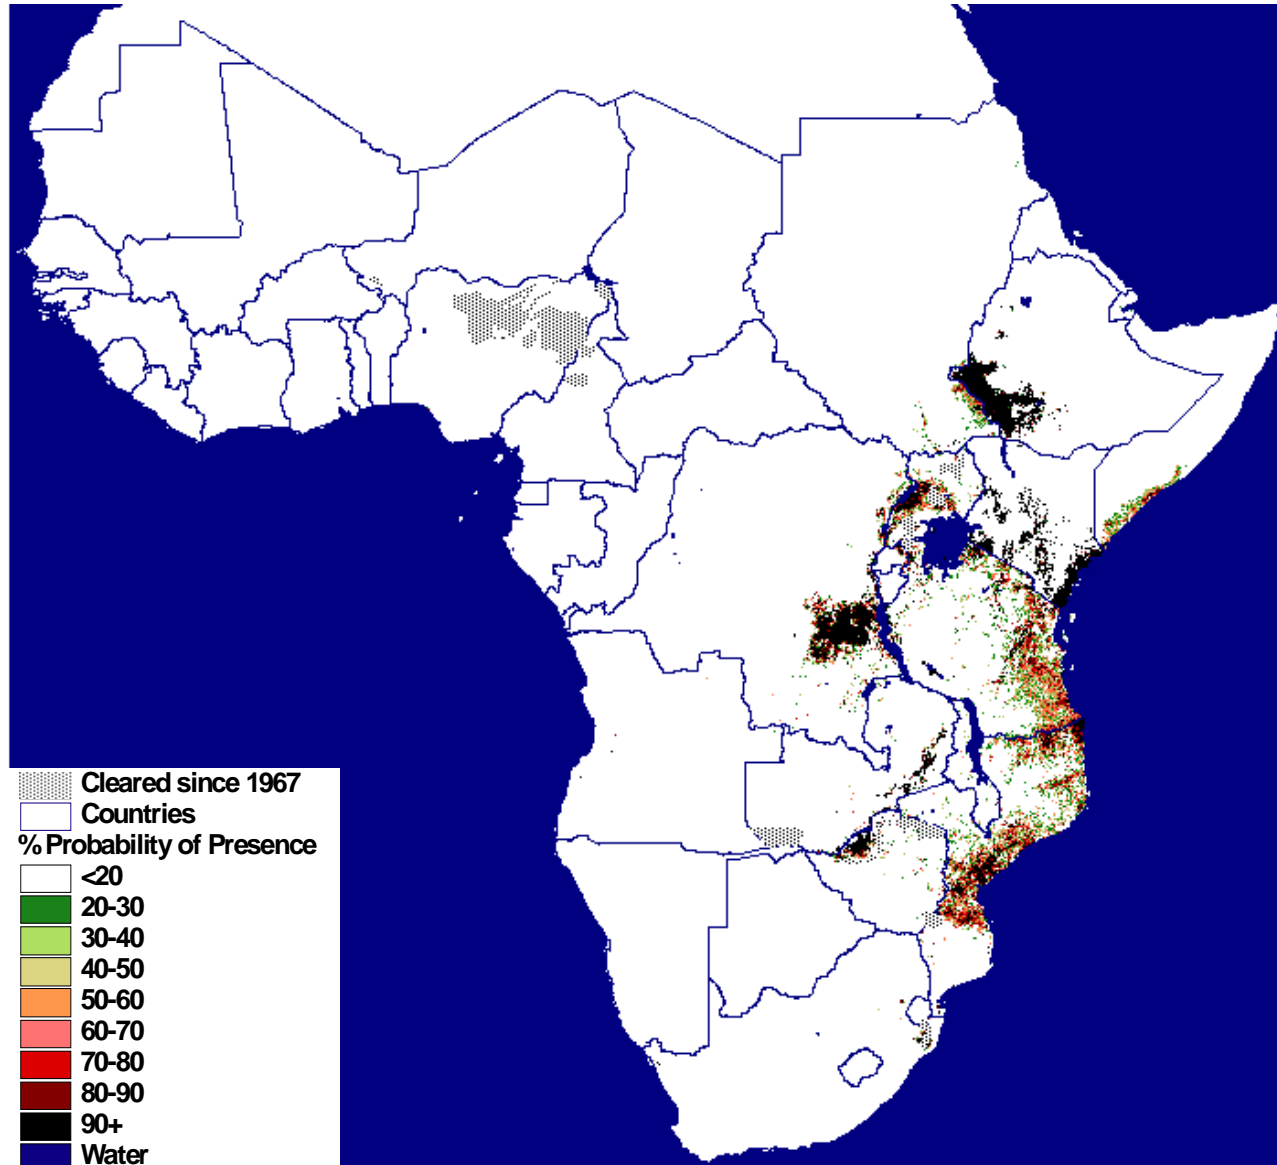 Cleared since 1967
Countries
% Probability of Presence
<20
20-30
30-40
40-50
50-60
60-70
70-80
80-90
90+
Water